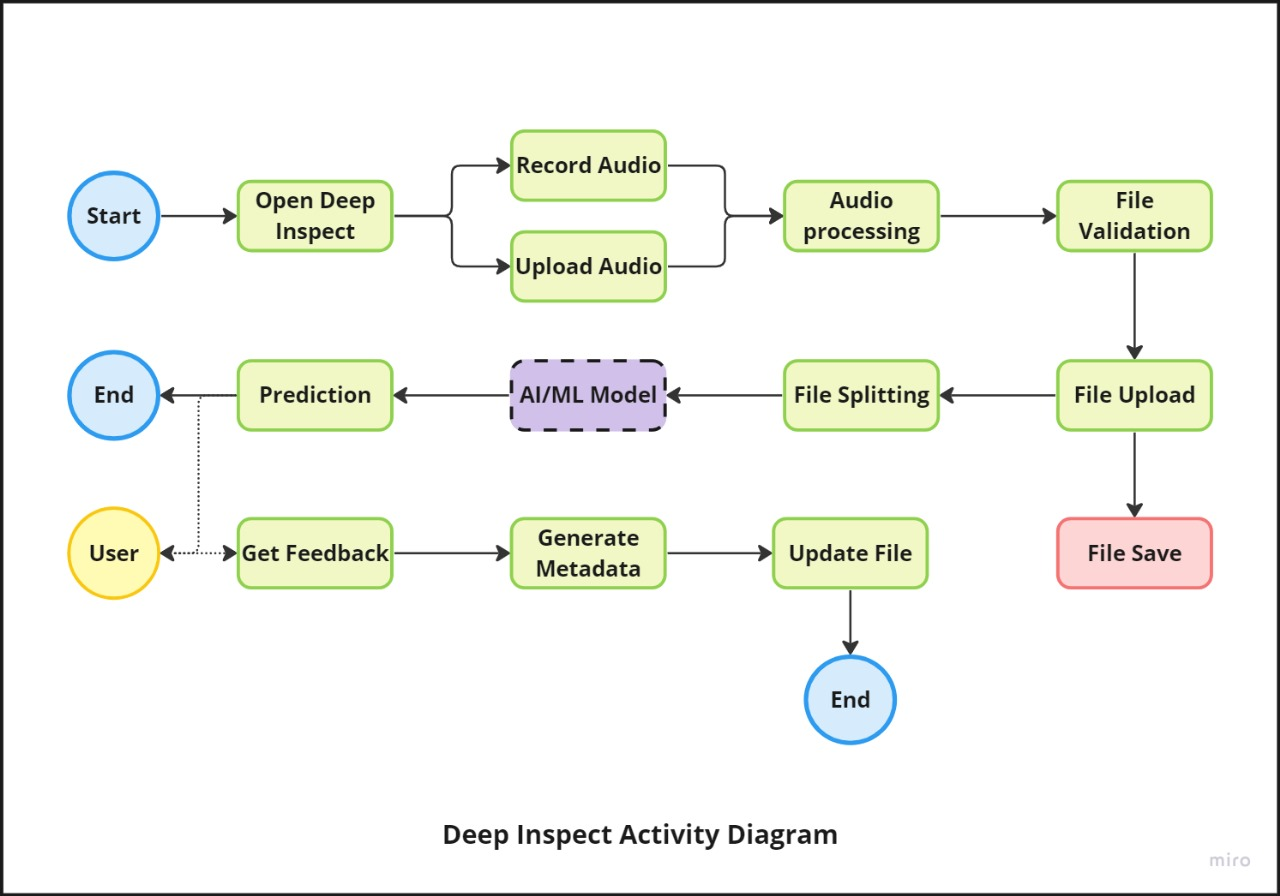 Start
Open Deep
Inspect
Record Audio
Upload Audio
Audio
processing
File
Validation
End
Prediction
AI/ML Model
File Splitting
File Upload
User
Get Feedback
Generate
Metadata
Update File
File Save
End
Deep Inspect Activity Diagram
miro